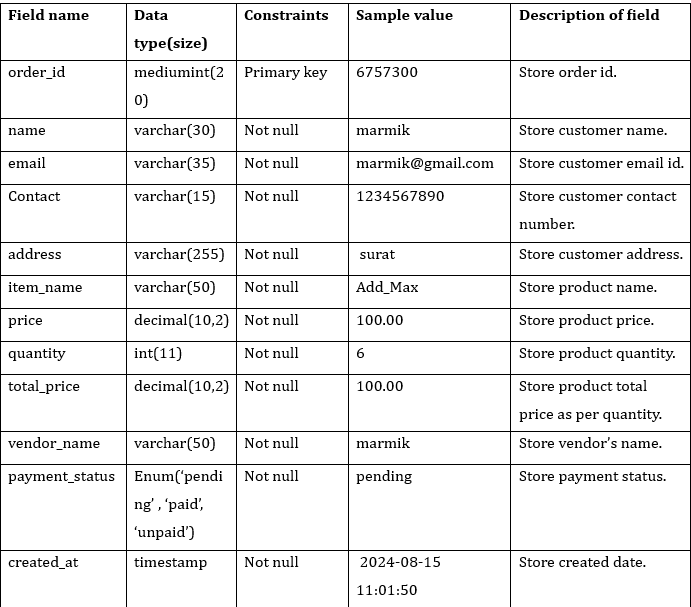 Field name Data type(size) Constraints Sample value Description of field
order_id mediumint(20) Primary key 6757300 Store order id.
name varchar(30) Not null marmik Store customer name.
email varchar(35) Not null marmik@gmail.com Store customer email id.
Contact varchar(15) Not null 1234567890 Store customer contact number.
address varchar(255) Not null surat Store customer address.
item_name varchar(50) Not null Add_Max Store product name.
price decimal(10,2) Not null 100.00 Store product price.
quantity int(11) Not null 6 Store product quantity.
total_price decimal(10,2) Not null 100.00 Store product total price as per quantity.
vendor_name varchar(50) Not null marmik Store vendor's name.
payment_status Enum(‘pending’ , ‘paid’, ‘unpaid’) Not null pending Store payment status.
created_at timestamp Not null 2024-08-15 11:01:50 Store created date.